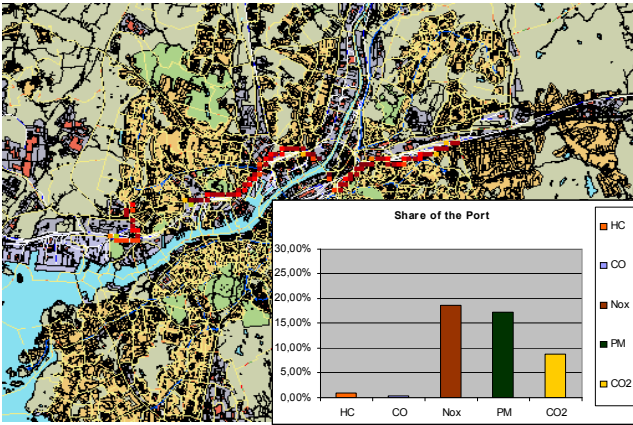 Share of the Port
30,00%
25,00%
20,00%
15,00%
10,00%
5,00%
0,00%
HC
CO
Nox
PM
CO2
HC
CO
Nox
PM
CO2